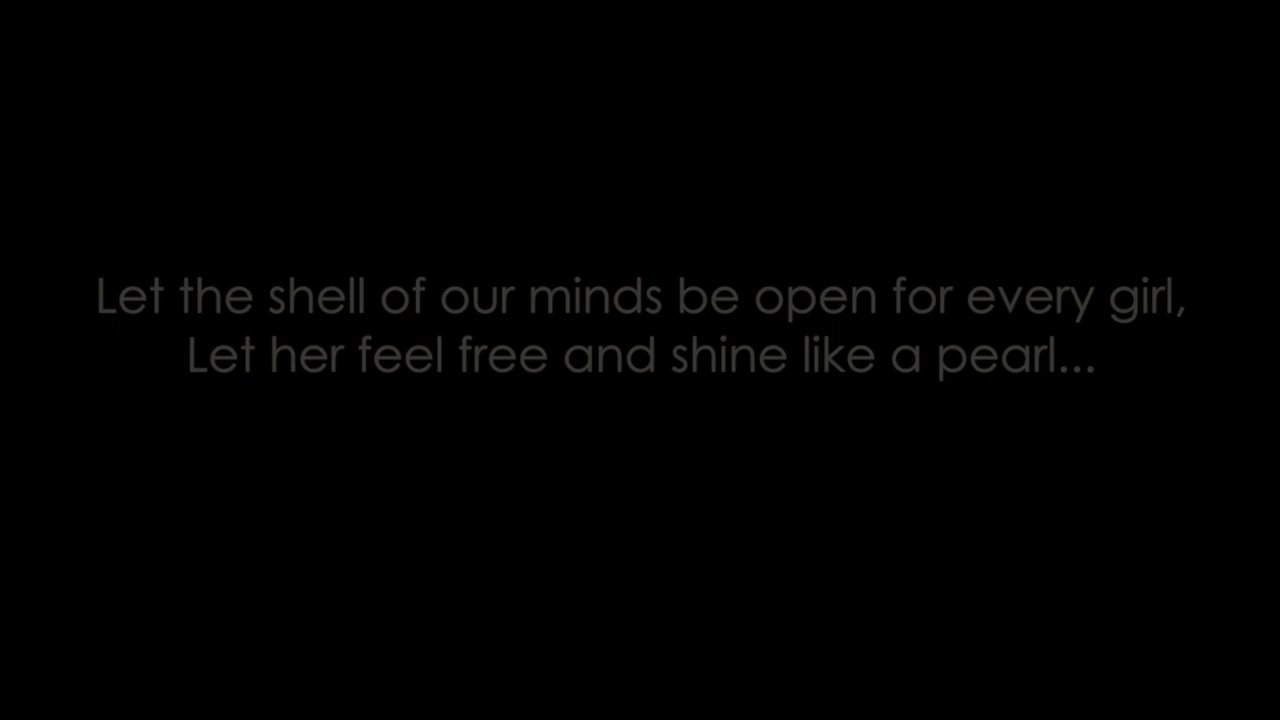 Let the shell of our minds be open for every girl,
Let her feel free and shine like a pearl...